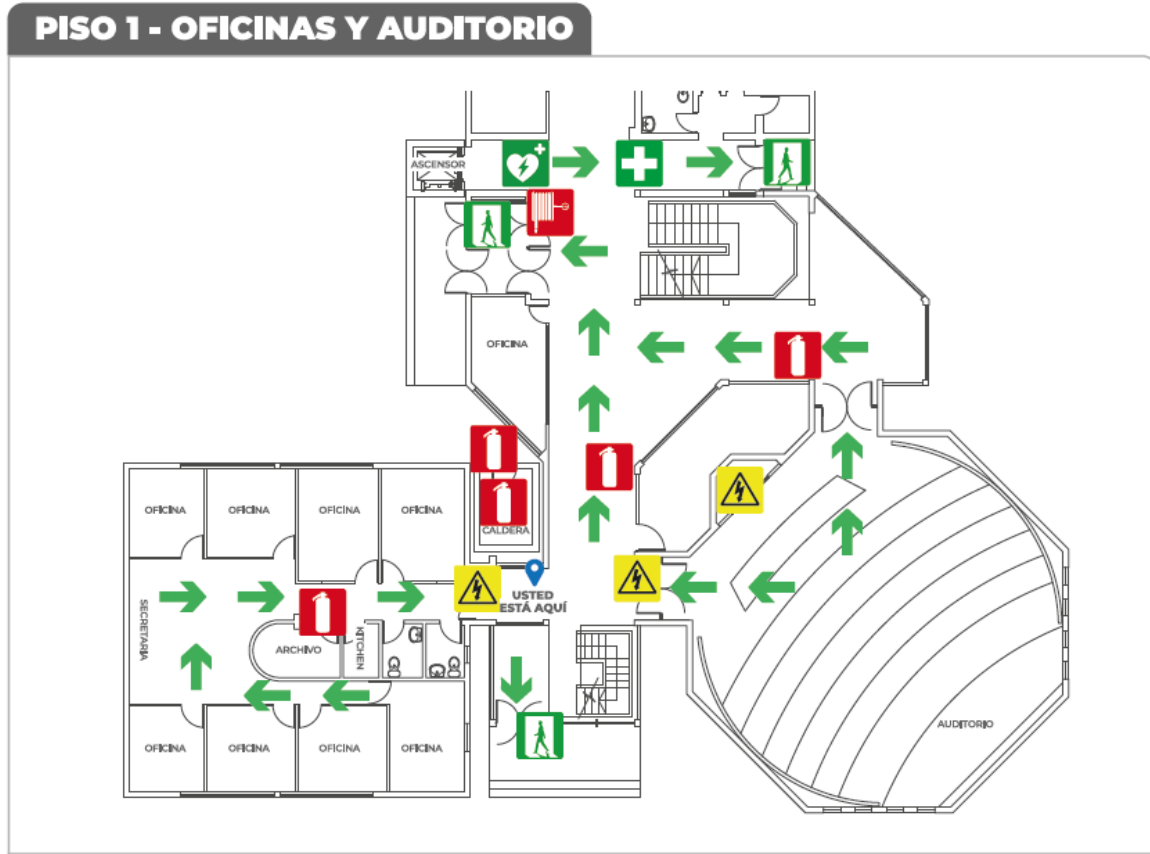 PISO 1 - OFICINAS Y AUDITORIO
ASCENSOR
OFICINA
OFICINA
OFICINA
OFICINA
OFICINA
CALDERA
USTED
ESTÁ AQUÍ
SECRETARIA
ARCHIVO
KITCHEN
OFICINA
OFICINA
OFICINA
OFICINA
AUDITORIO